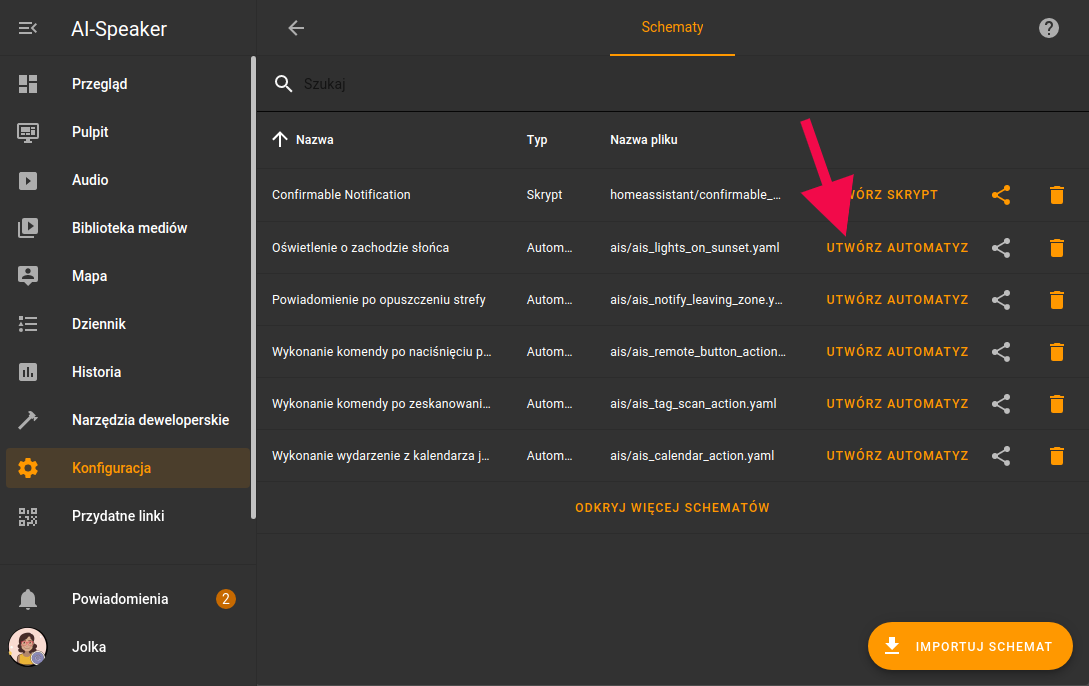 AI-Speaker
Schematy
Szukaj
Przegląd
Pulpit
Audio
Biblioteka mediów
Mapa
Dziennik
Historia
Narzędzia deweloperskie
Konfiguracja
Przydatne linki
Powiadomienia 2
Jolka
Nazwa Typ Nazwa pliku
Confirmable Notification Skrypt homeassistant/confirmable_... SKRYPT
Oświetlenie o zachodzie słońca Autom... ais/ais_lights_on_sunset.yaml UTWÓRZ AUTOMATYZ
Powiadomienie po opuszczeniu strefy Autom... ais/ais_notify_leaving_zone.y... UTWÓRZ AUTOMATYZ
Wykonanie komendy po naciśnięciu p... Autom... ais/ais_remote_button_action... UTWÓRZ AUTOMATYZ
Wykonanie komendy po zeskanowani... Autom... ais/ais_tag_scan_action.yaml UTWÓRZ AUTOMATYZ
Wykonanie wydarzenie z kalendarza j... Autom... ais/ais_calendar_action.yaml UTWÓRZ AUTOMATYZ
ODKRYJ WIĘCEJ SCHEMATÓW
IMPORTUJ SCHEMAT